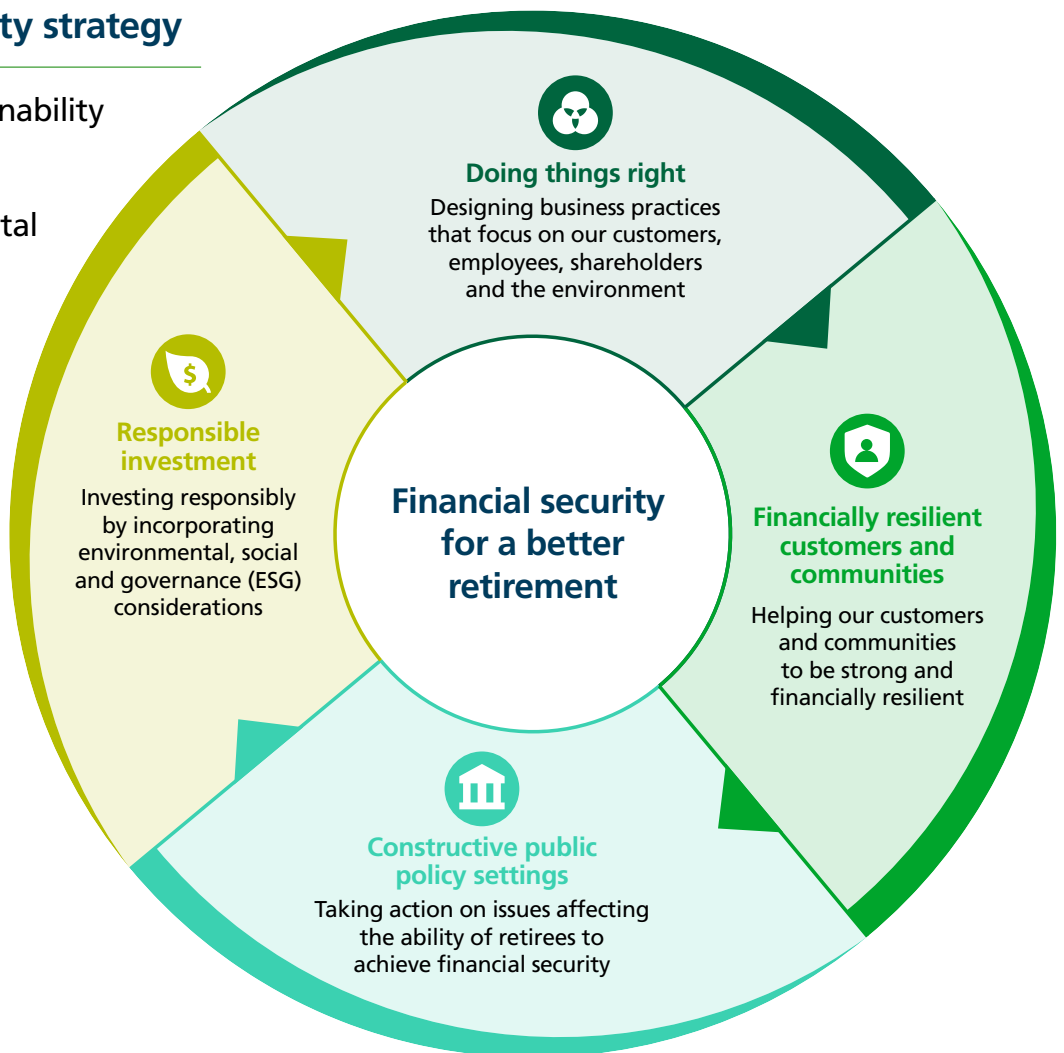 ty strategy
nability
tal
Doing things right
Designing business practices
that focus on our customers,
employees, shareholders
and the environment
Financially resilient
customers and
communities
Helping our customers
and communities
to be strong and
financially resilient
Constructive public
policy settings
Taking action on issues affecting
the ability of retirees to
achieve financial security
Responsible
investment
$
Investing responsibly
by incorporating
environmental, social
and governance (ESG)
considerations
Financial security
for a better
retirement